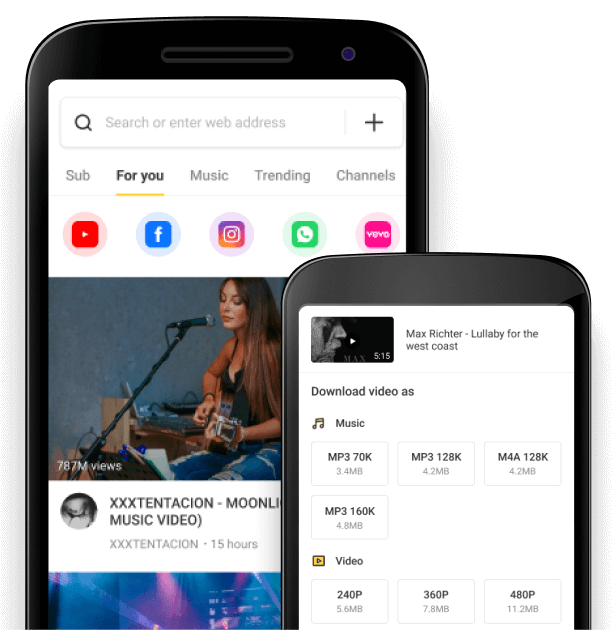 Search or enter web address
Sub For you Music Trending Channels
vevo
787M views
XXXTENTACION - MOONLI
MUSIC VIDEO)
XXXTENTACION · 15 hours
MAX
5:15
Max Richter - Lullaby for the
west coast
Download video as
Music
MP3 70K MP3 128K M4A 128K
3.4MB 4.2MB 4.2MB
MP3 160K
4.8MB
Video
240P 360P 480P
5.6MB 7.8MB 11.2MB